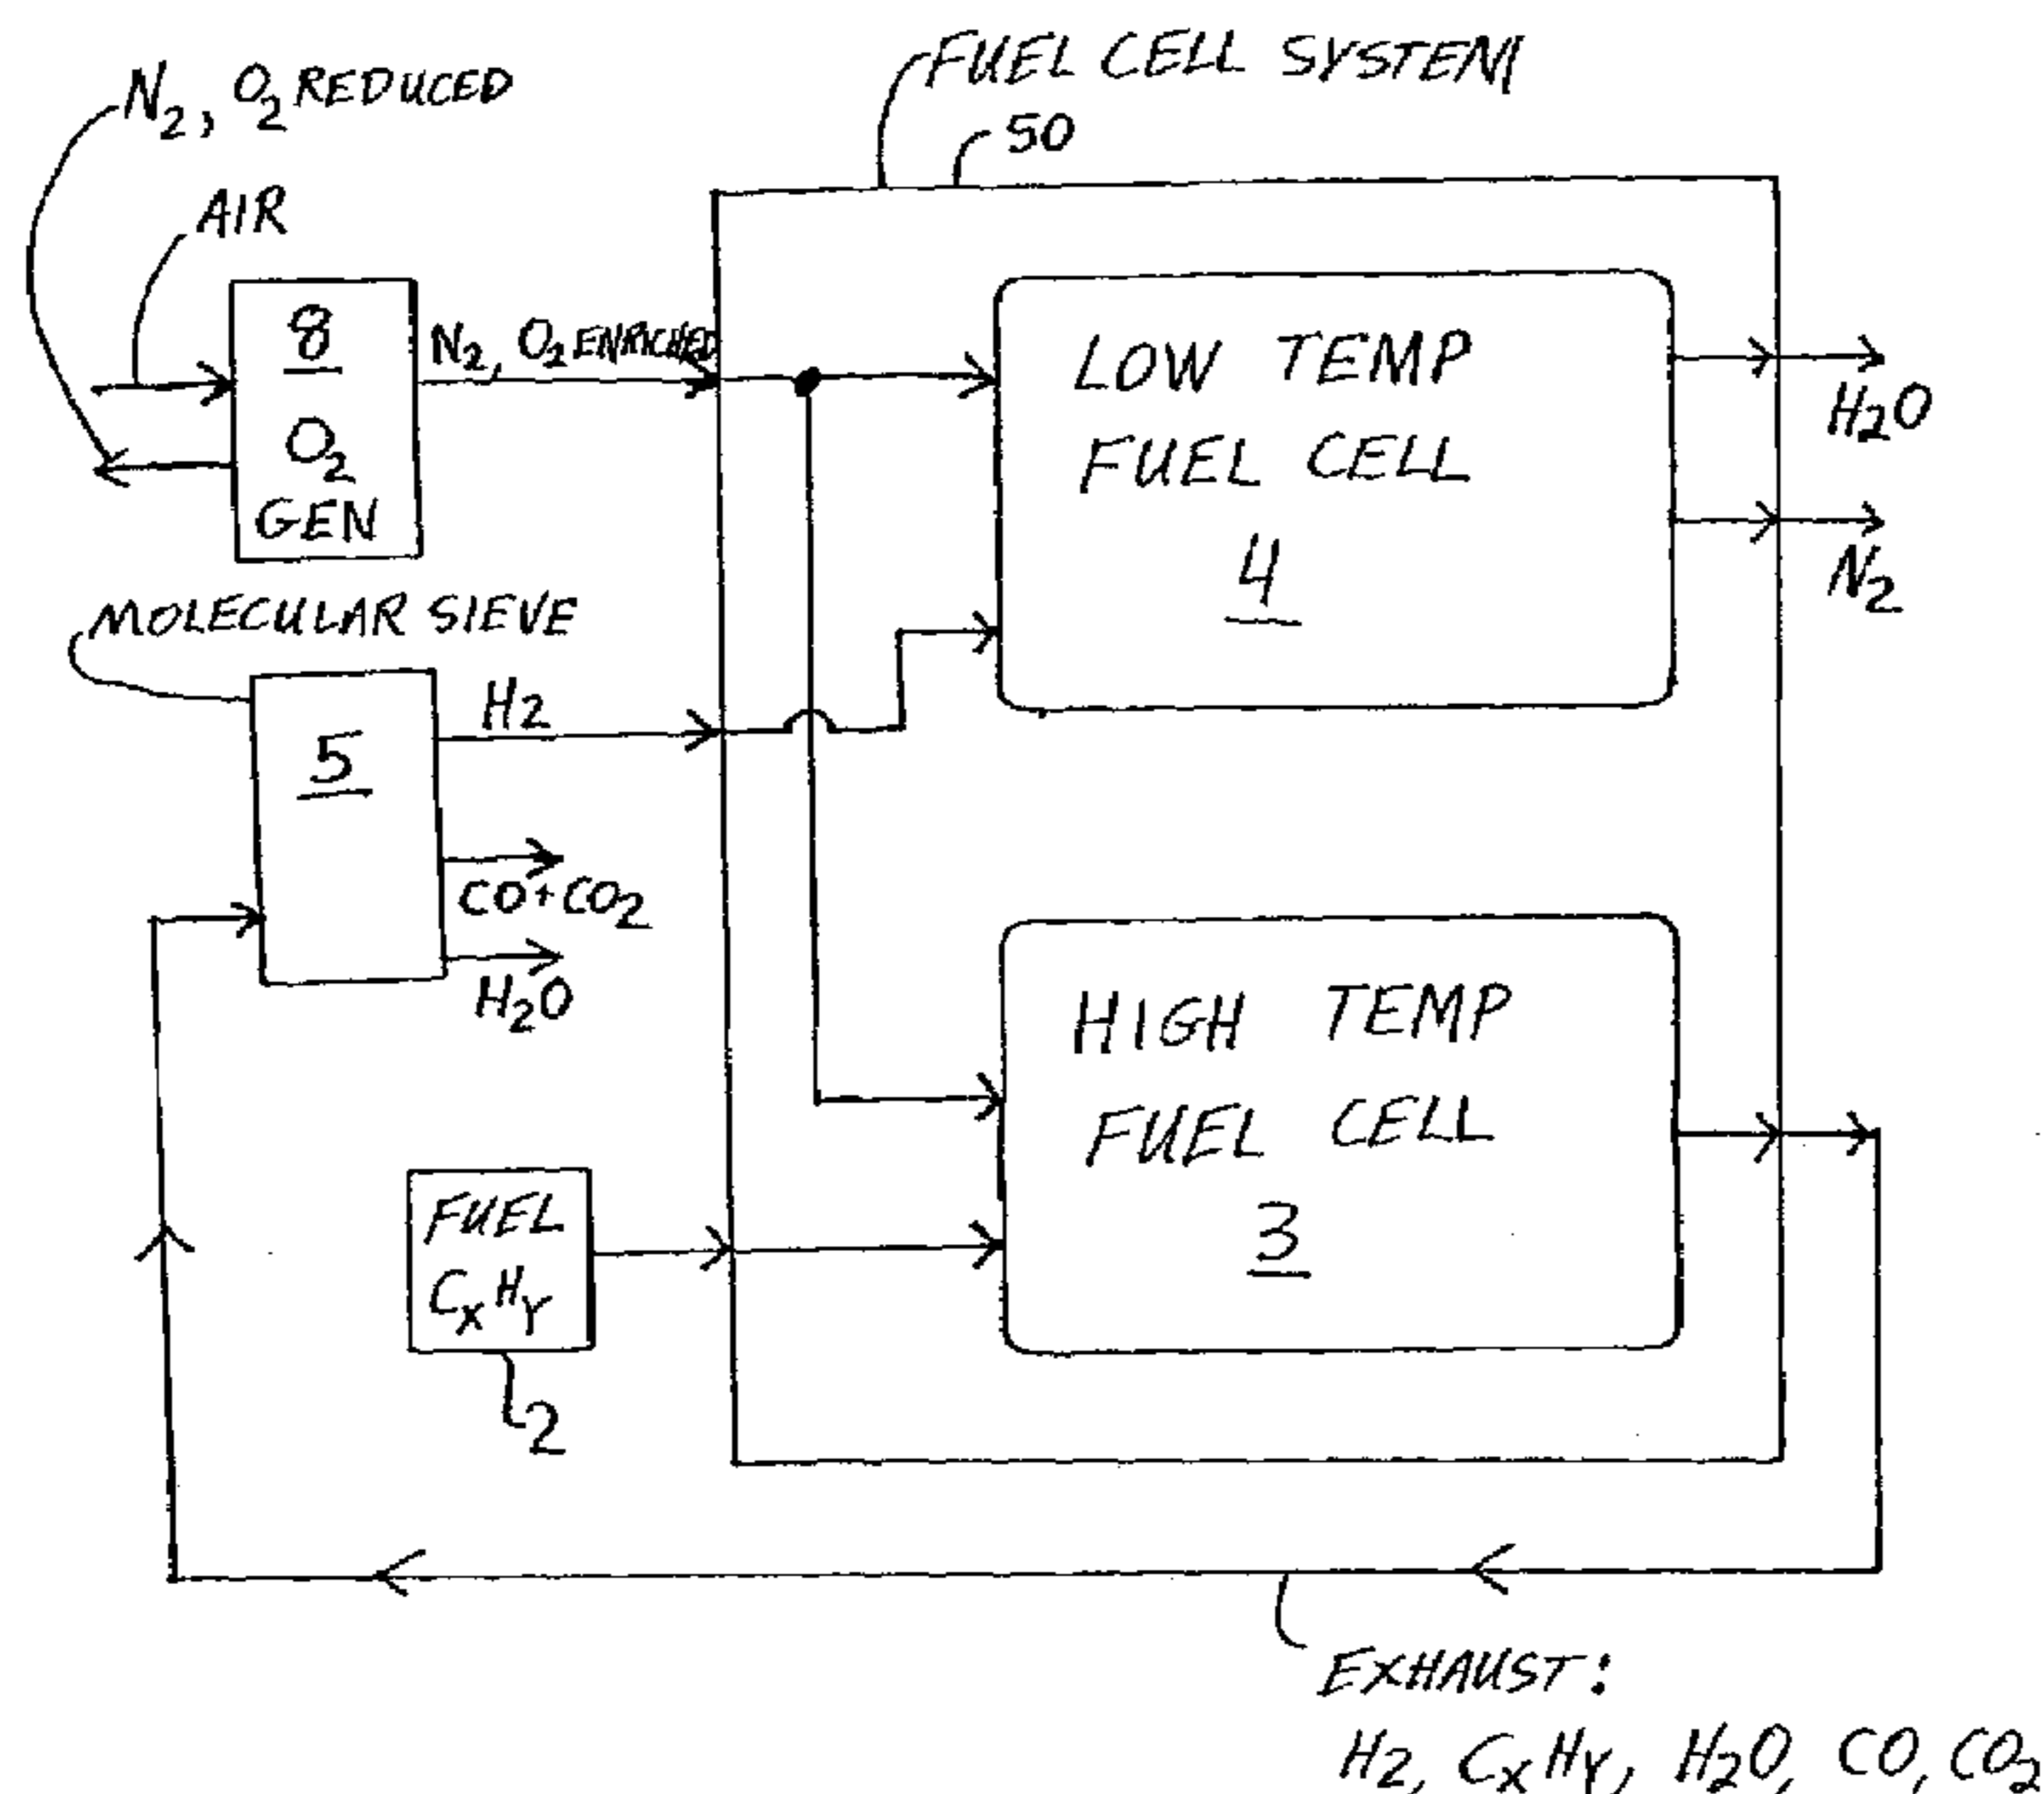 FUEL CELL SYSTEM
50
N2, O2 REDUCED
AIR
8
O2
GEN
N2, O2 ENRICHED
LOW TEMP
FUEL CELL
4
H2O
N2
MOLECULAR SIEVE
5
H2
CO+CO2
H2O
HIGH TEMP
FUEL CELL
3
FUEL
CXHY
2
EXHAUST:
H2, CXHY, H2O, CO, CO2